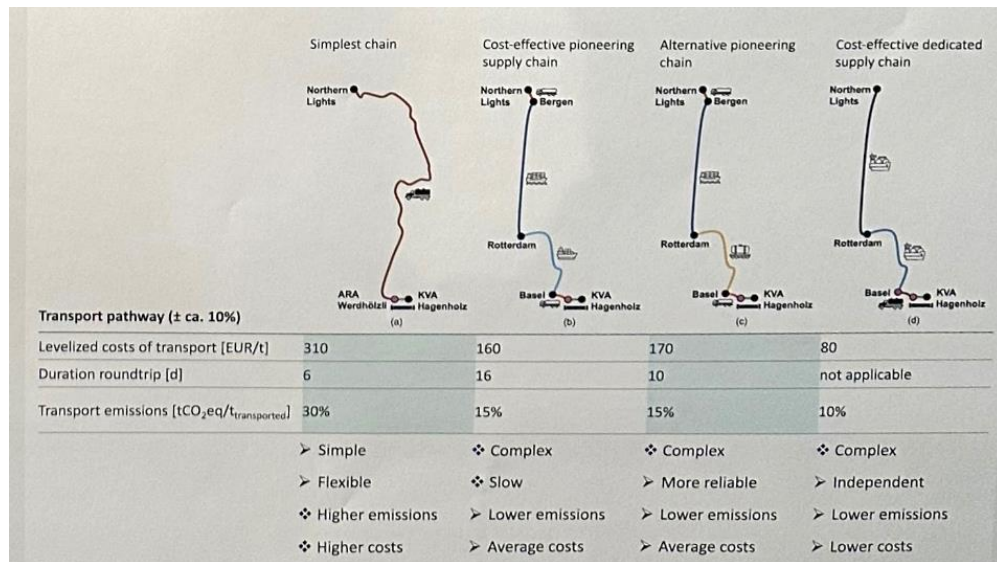 Simplest chain
Cost-effective pioneering
supply chain
Alternative pioneering
chain
Cost-effective dedicated
supply chain
Northern
Lights
ARA
Werdhölzli
KVA
Hagenholz
(a)
Northern
Lights
Bergen
Rotterdam
Basel
KVA
Hagenholz
(b)
Northern
Lights
Bergen
Rotterdam
Basel
KVA
Hagenholz
(c)
Northern
Lights
Rotterdam
Basel
KVA
Hagenholz
(d)
Transport pathway (± ca. 10%)
Levelized costs of transport [EUR/t] 310 160 170 80
Duration roundtrip [d] 6 16 10 not applicable
Transport emissions [tCO₂eq/t_transported] 30% 15% 15% 10%
➢ Simple
➢ Flexible
❖ Higher emissions
❖ Higher costs
❖ Complex
❖ Slow
➢ Lower emissions
➢ Average costs
❖ Complex
➢ More reliable
➢ Lower emissions
➢ Average costs
❖ Complex
➢ Independent
➢ Lower emissions
➢ Lower costs